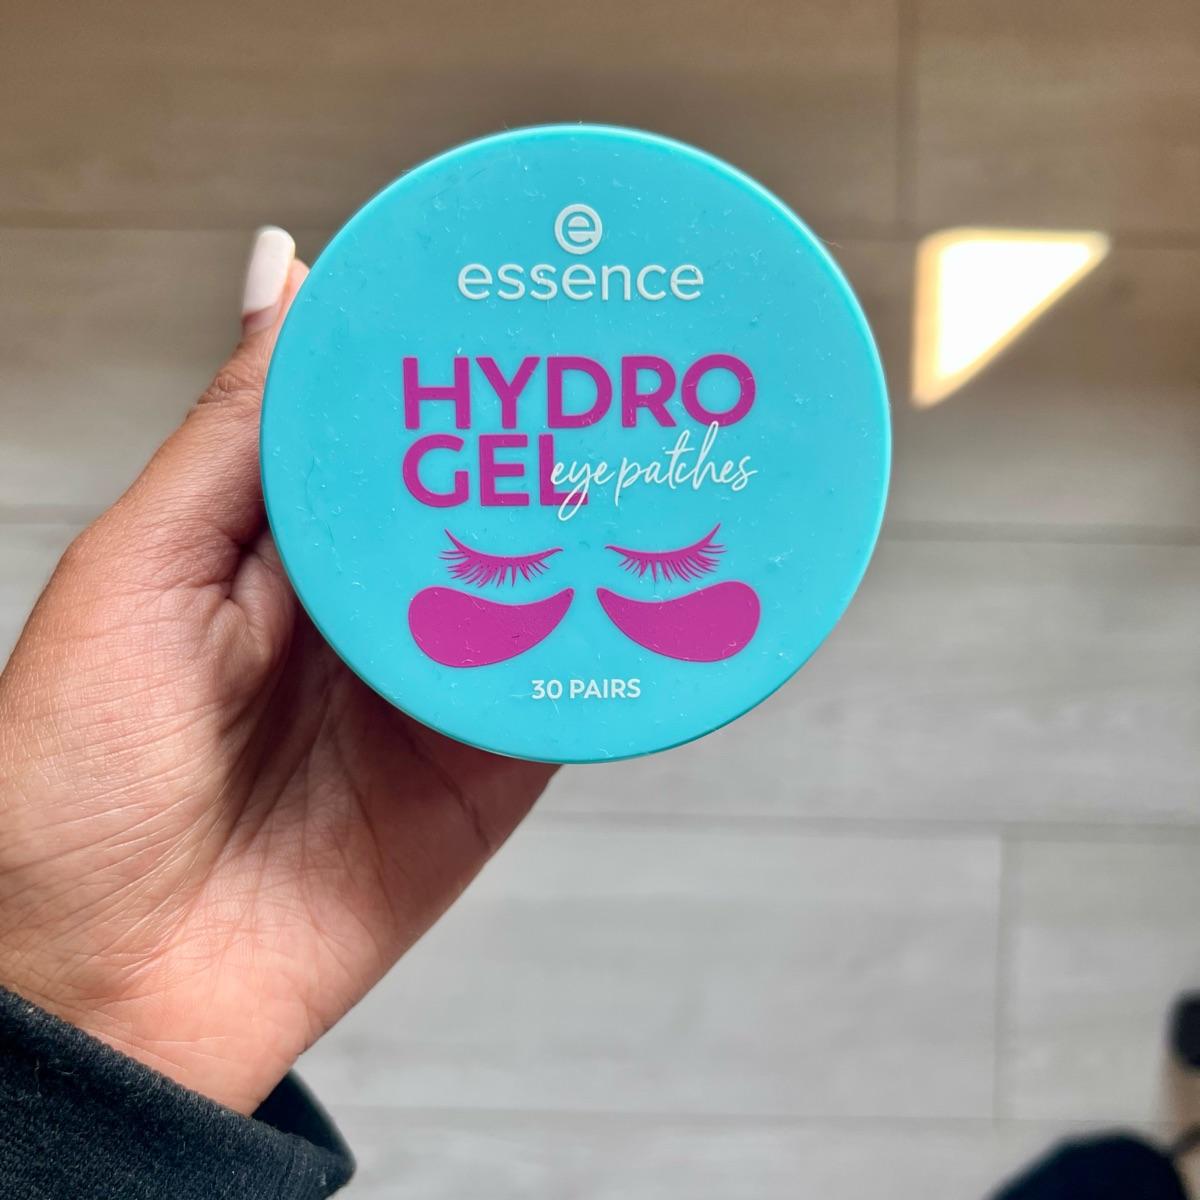 e
essence
HYDRO
GEL eye patches
30 PAIRS